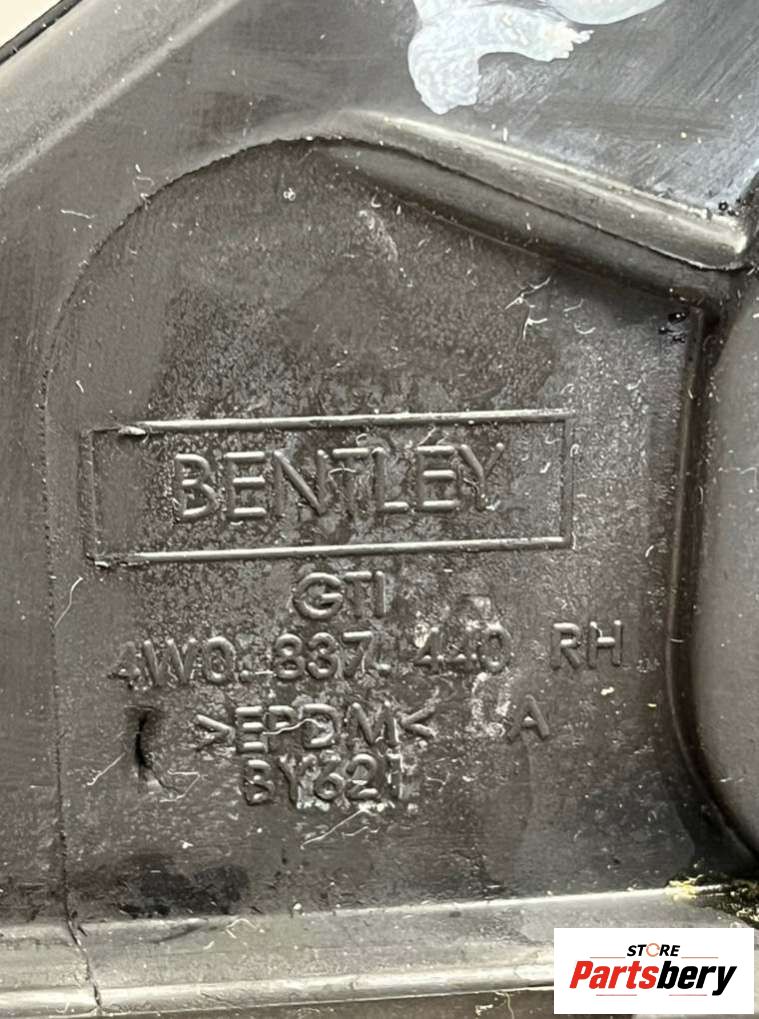 BENTLEY
GTI
4W0.837.440 RH
>EPDM< A
BY621
STORE
Partsbery